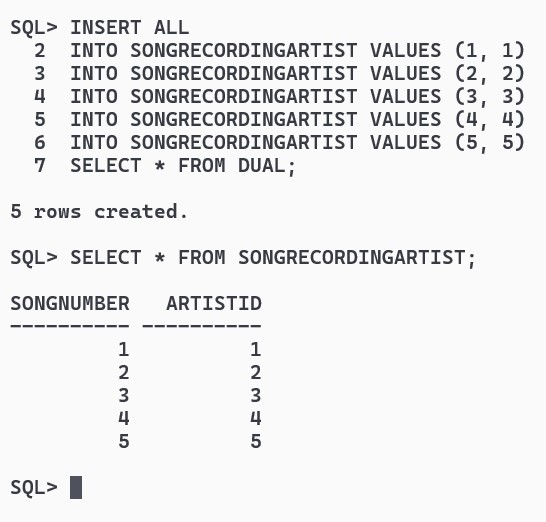 SQL> INSERT ALL
  2  INTO SONGRECORDINGARTIST VALUES (1, 1)
  3  INTO SONGRECORDINGARTIST VALUES (2, 2)
  4  INTO SONGRECORDINGARTIST VALUES (3, 3)
  5  INTO SONGRECORDINGARTIST VALUES (4, 4)
  6  INTO SONGRECORDINGARTIST VALUES (5, 5)
  7  SELECT * FROM DUAL;

5 rows created.

SQL> SELECT * FROM SONGRECORDINGARTIST;

SONGNUMBER   ARTISTID
---------- ----------
         1          1
         2          2
         3          3
         4          4
         5          5

SQL>